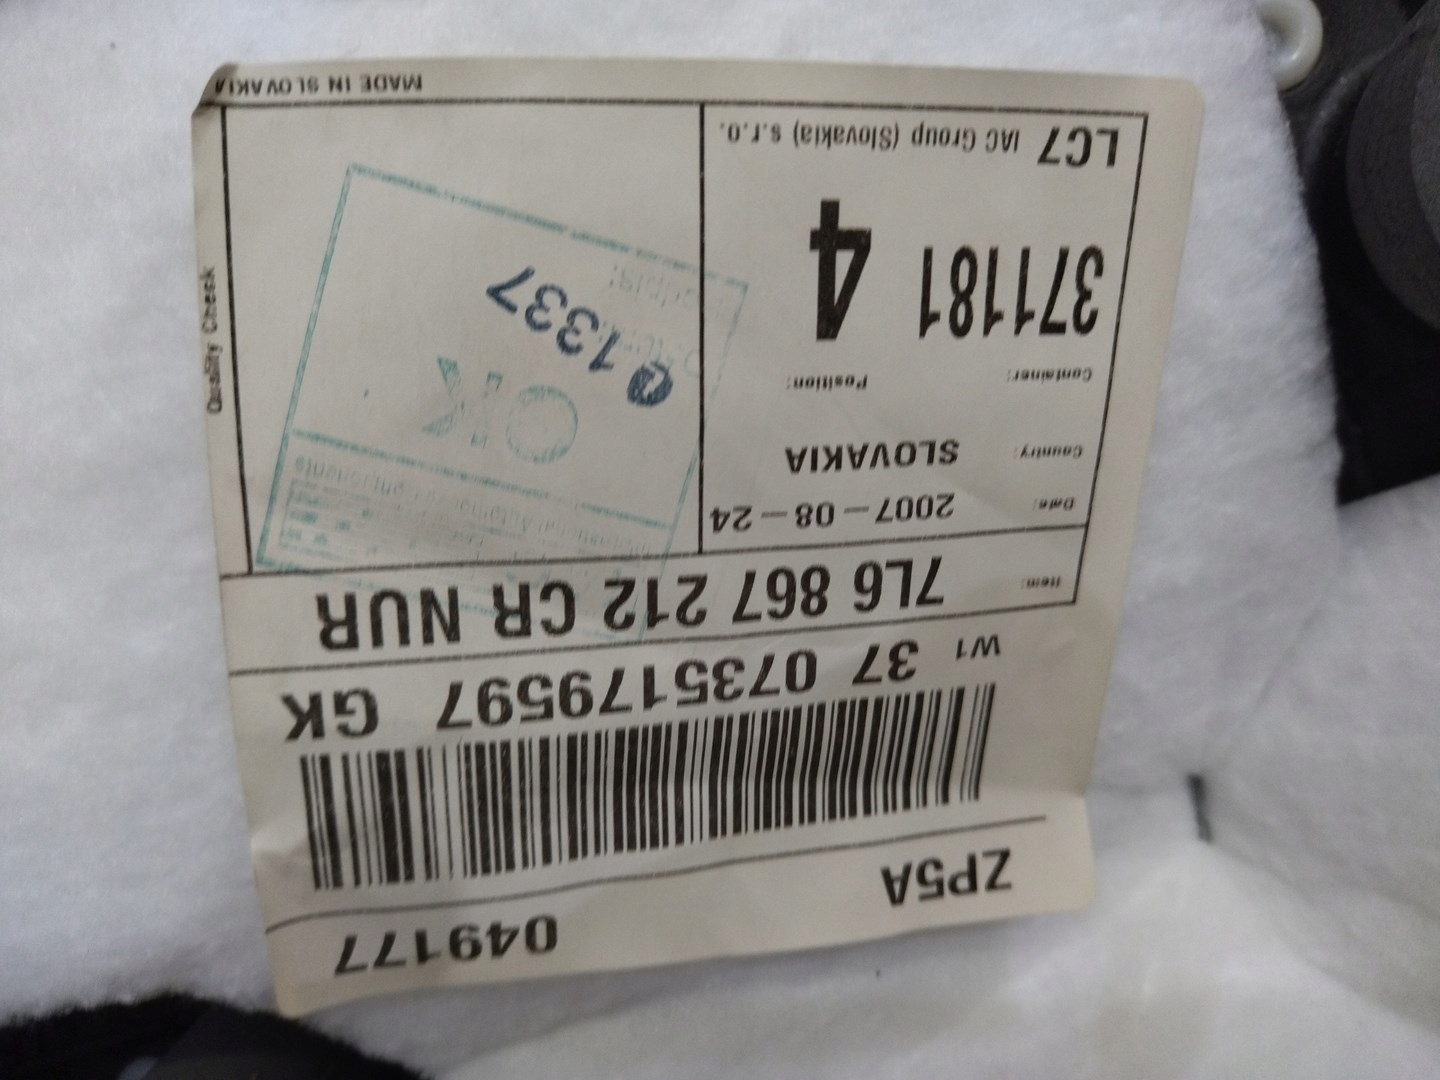 049177
ZP5A
W1 37 0735179597 GK
Item: 7L6 867 212 CR NUR
Date: 2007-08-24
Country: SLOVAKIA
Container: 371181
Position: 4
LC7 IAC Group (Slovakia) s.r.o.
Quality Check
Components
OK
1337
MADE IN SLOVAKIA